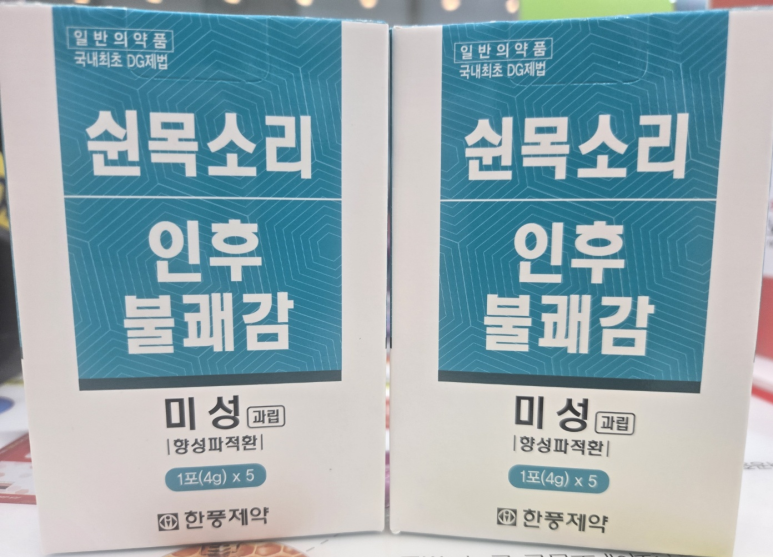 일반의약품
국내최초 DG제법
쉰목소리
인후
불쾌감
미성 과립
|향성파적환|
1포(4g) x 5
한풍제약
일반의약품
국내최초 DG제법
쉰목소리
인후
불쾌감
미성 과립
|향성파적환|
1포(4g) x 5
한풍제약